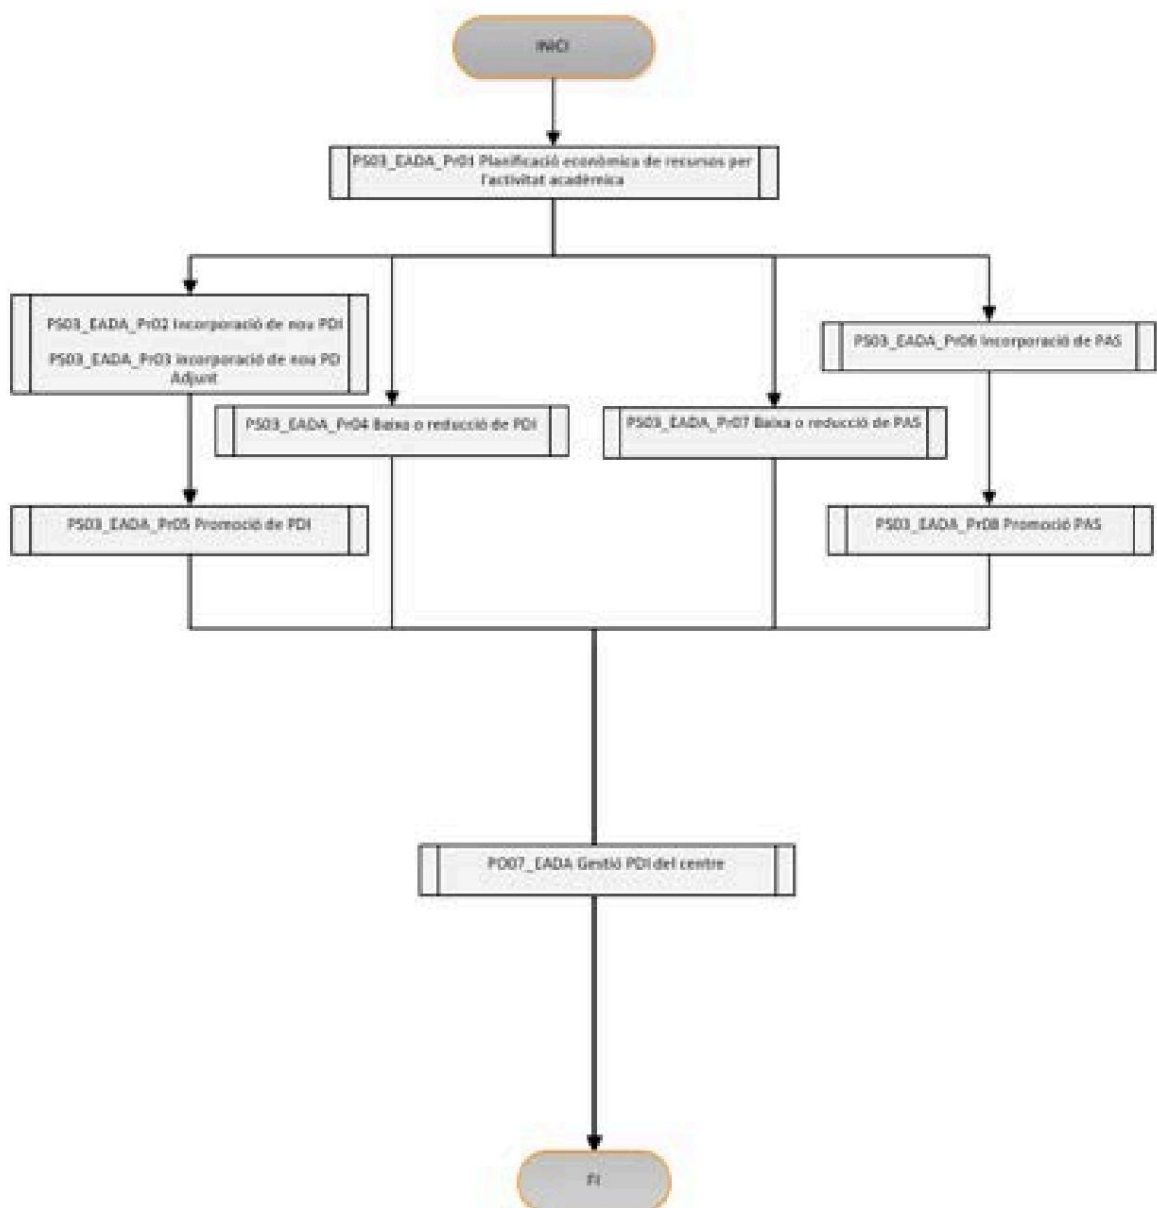 INICI
PS03_EADA_Pr01 Planificació econòmica de recursos per
l'activitat acadèmica
PS03_EADA_Pr02 Incorporació de nou PDI
PS03_EADA_Pr03 incorporació de nou PD
Adjunt
PS03_EADA_Pr06 Incorporació de PAS
PS03_EADA_Pr04 Baixa o reducció de PDI
PS03_EADA_Pr07 Baixa o reducció de PAS
PS03_EADA_Pr05 Promoció de PDI
PS03_EADA_Pr08 Promoció PAS
PO07_EADA Gestió PDI del centre
FI